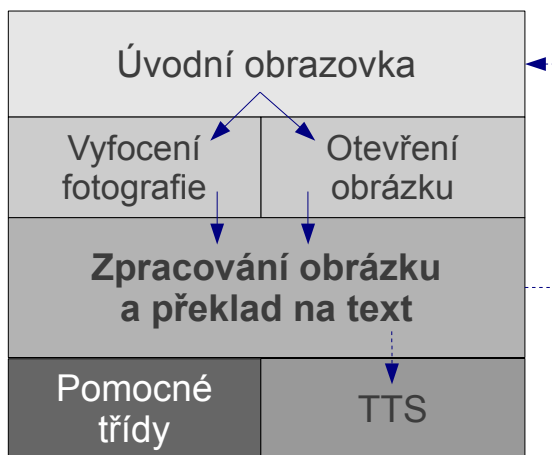 Úvodní obrazovka
Vyfocení
fotografie
Otevření
obrázku
Zpracování obrázku
a překlad na text
Pomocné
třídy
TTS